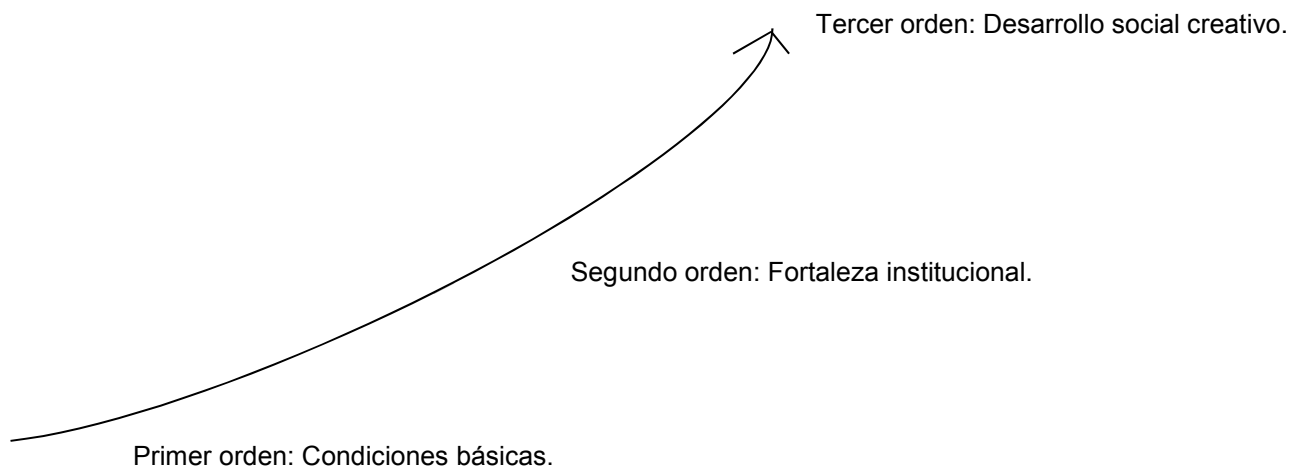 Tercer orden: Desarrollo social creativo.
Segundo orden: Fortaleza institucional.
Primer orden: Condiciones básicas.